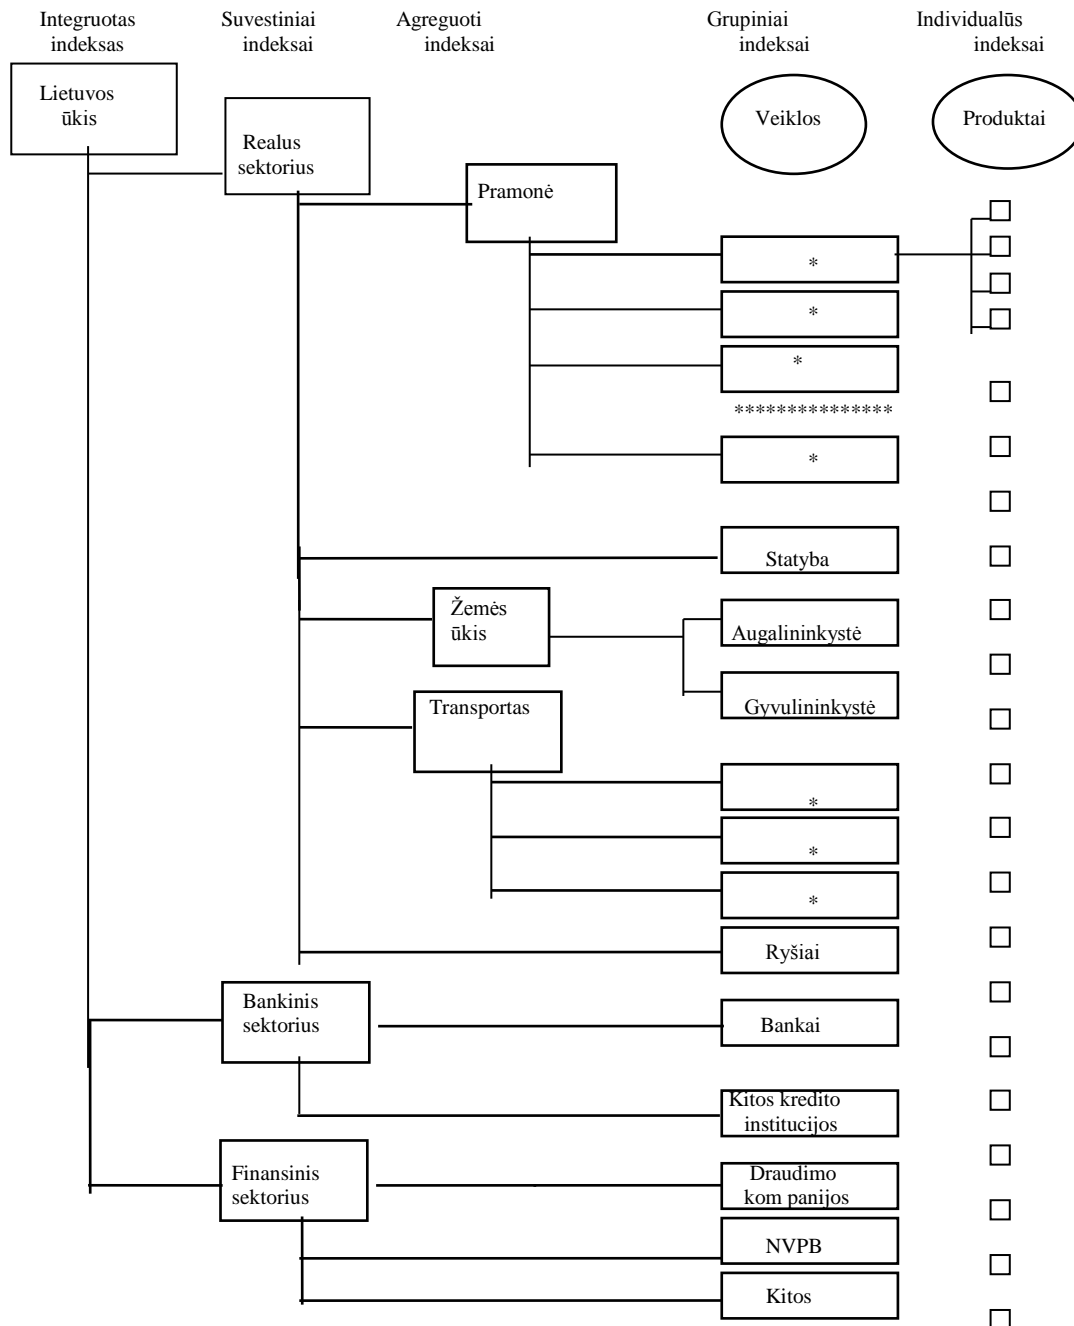 Integruotas
indeksas
Suvestiniai
indeksai
Agreguoti
indeksai
Grupiniai
indeksai
Individualūs
indeksai
Lietuvos
ūkis
Realus
sektorius
Veiklos
Produktai
Pramonė
*
*
*
***************
*
Statyba
Žemės
ūkis
Augalininkystė
Gyvulininkystė
Transportas
*
*
*
Ryšiai
Bankinis
sektorius
Bankai
Kitos kredito
institucijos
Finansinis
sektorius
Draudimo
kom panijos
NVPB
Kitos